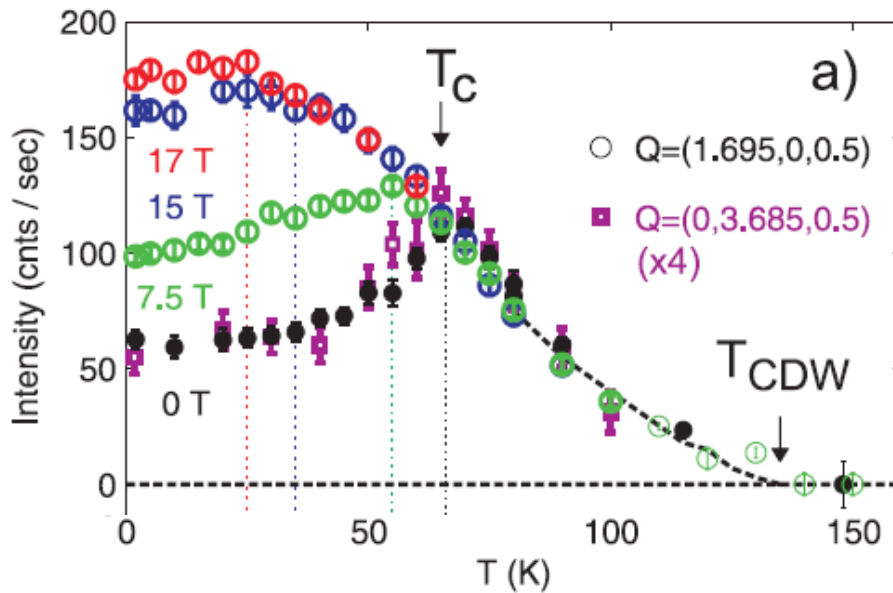 200
150
100
50
0
Intensity (cnts / sec)
17 T
15 T
7.5 T
0 T
T_C
a)
Q=(1.695,0,0.5)
Q=(0,3.685,0.5)
(x4)
T_CDW
0 50 100 150
T (K)